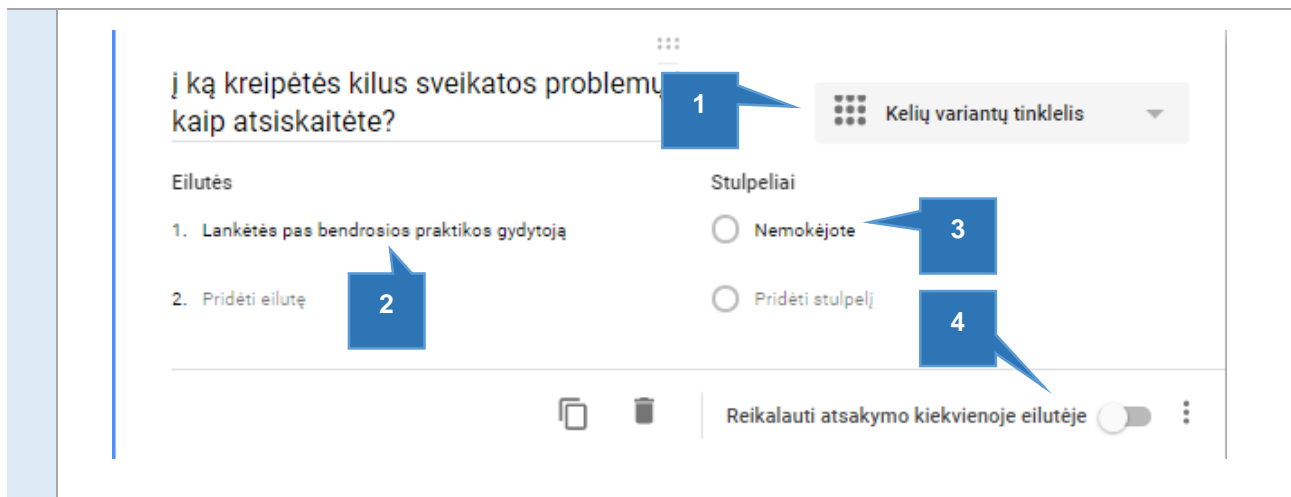 į ką kreipėtės kilus sveikatos problemų
kaip atsiskaitėte?
1
Kelių variantų tinklelis
Eilutės
Stulpeliai
1. Lankėtės pas bendrosios praktikos gydytoją
Nemokėjote
3
2. Pridėti eilutę
2
Pridėti stulpelį
4
Reikalauti atsakymo kiekvienoje eilutėje